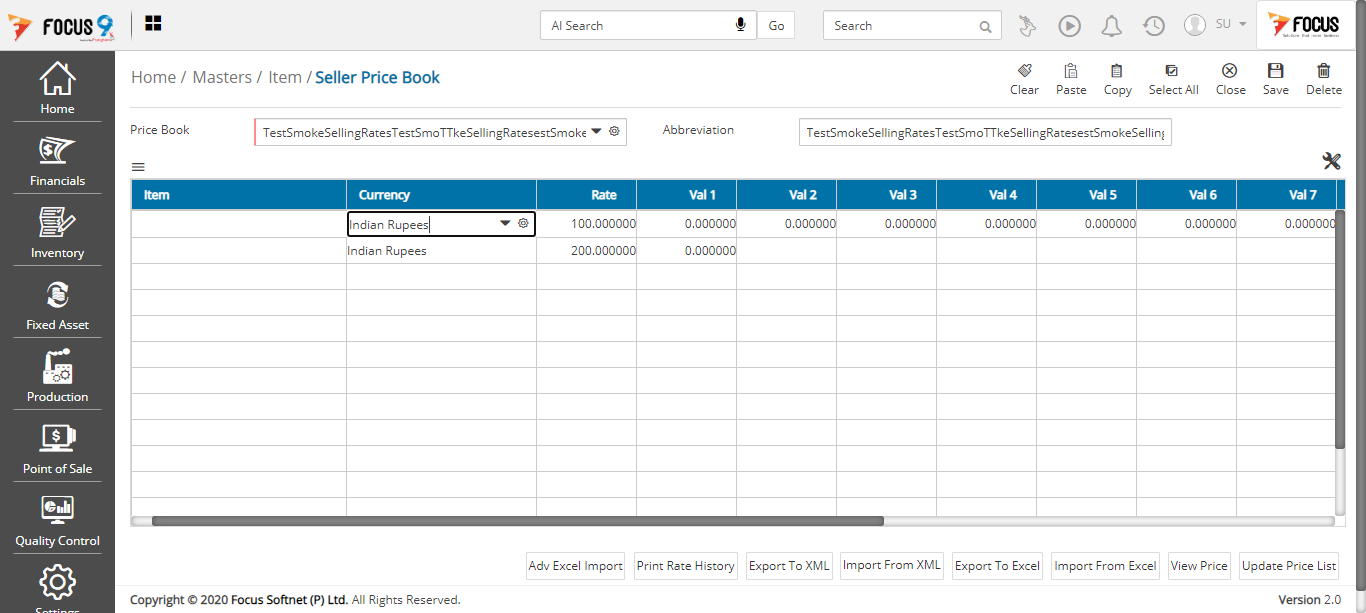 FOCUS 9
AI Search
Go
Search
SU
FOCUS
Home
Financials
Inventory
Fixed Asset
Production
Point of Sale
Quality Control
Settings
Home / Masters / Item / Seller Price Book
Clear
Paste
Copy
Select All
Close
Save
Delete
Price Book
TestSmokeSellingRatesTestSmoTTkeSellingRatesestSmoke
Abbreviation
TestSmokeSellingRatesTestSmoTTkeSellingRatesestSmokeSelling
Item Currency Rate Val 1 Val 2 Val 3 Val 4 Val 5 Val 6 Val 7
Indian Rupees 100.000000 0.000000 0.000000 0.000000 0.000000 0.000000 0.000000 0.000000
Indian Rupees 200.000000 0.000000
Adv Excel Import
Print Rate History
Export To XML
Import From XML
Export To Excel
Import From Excel
View Price
Update Price List
Copyright © 2020 Focus Softnet (P) Ltd. All Rights Reserved.
Version 2.0